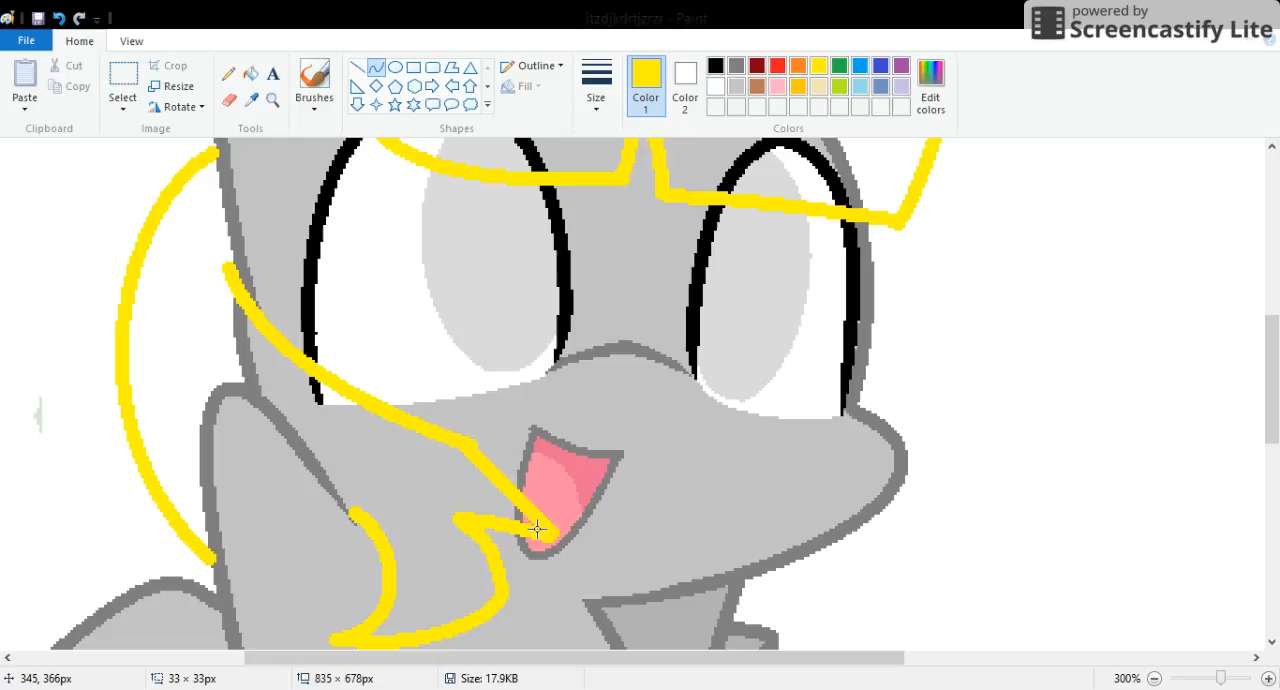 powered by
Screencastify Lite
File Home View
Cut
Copy
Paste
Clipboard
Select
Crop
Resize
Rotate
Image
A
Tools
Brushes
Outline
Fill
Shapes
Size
Color
1
Color
2
Edit
colors
Colors
345, 366px
33 × 33px
835 × 678px
Size: 17.9KB
300%